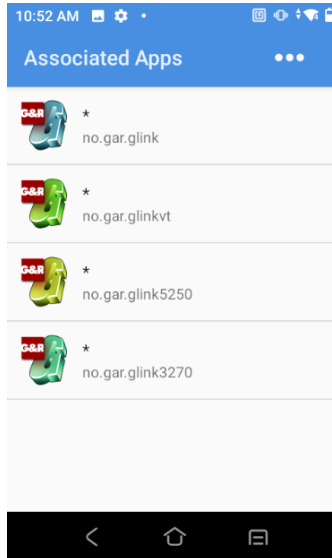 10:52 AM
Associated Apps
G&R
*
no.gar.glink
G&R
*
no.gar.glinkvt
G&R
*
no.gar.glink5250
G&R
*
no.gar.glink3270